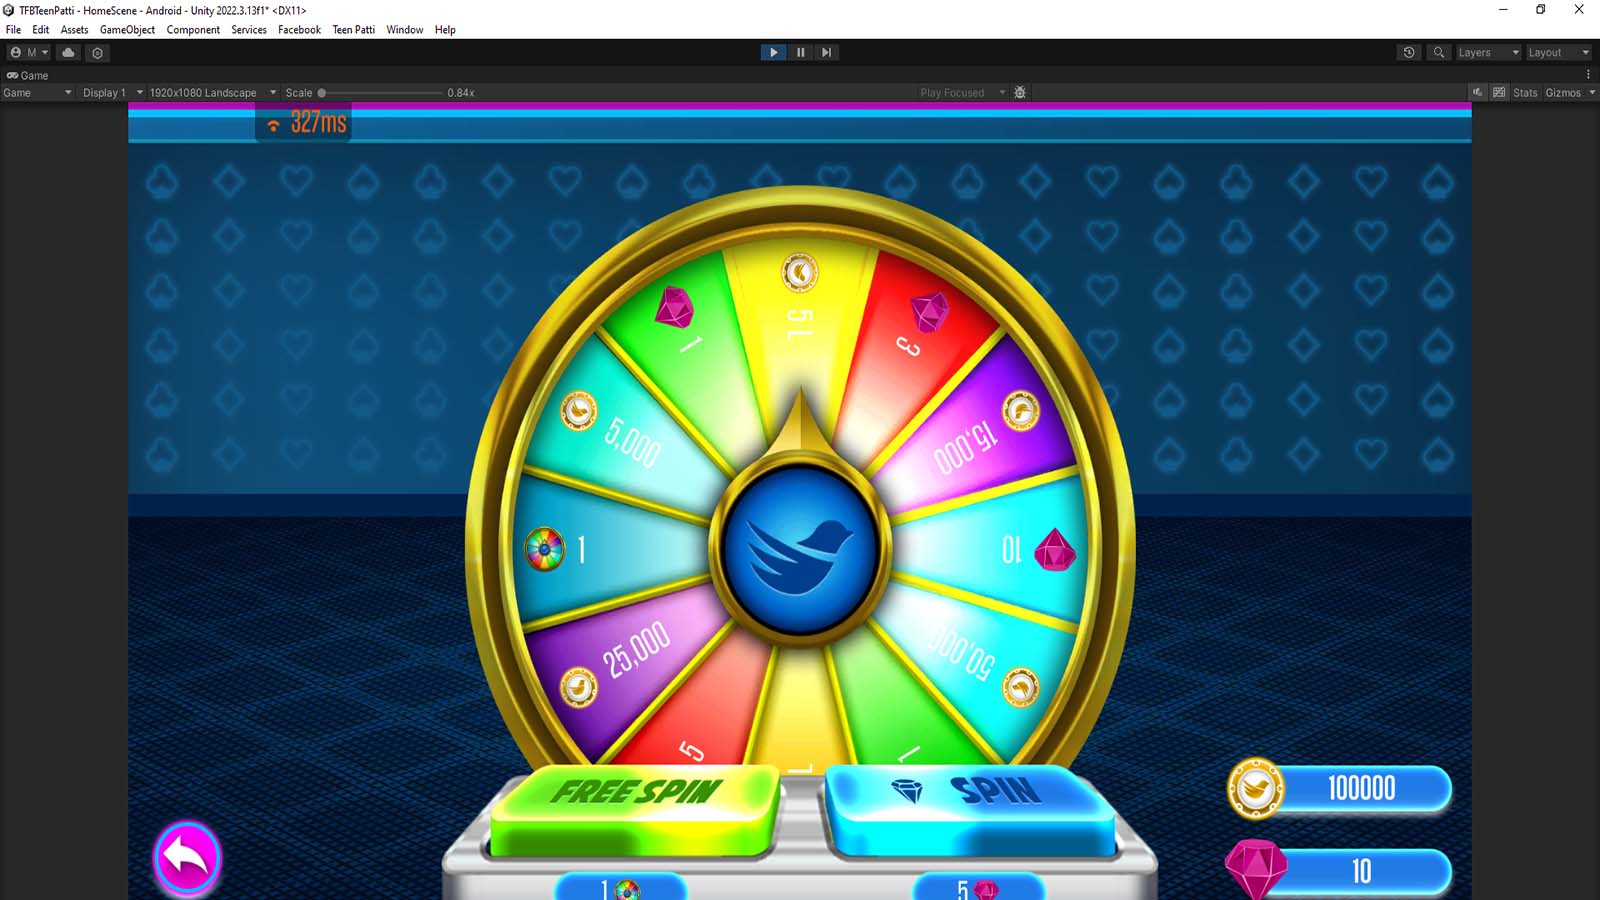 TFBTeenPatti - HomeScene - Android - Unity 2022.3.13f1* <DX11>
File Edit Assets GameObject Component Services Facebook Teen Patti Window Help
M Layers Layout
Game
Game Display 1 1920x1080 Landscape Scale 0.84x Play Focused Stats Gizmos
327ms
1
5 L
3
5,000
15,000
1
10
25,000
50,000
5
1
FREE SPIN
SPIN
100000
10
1
5